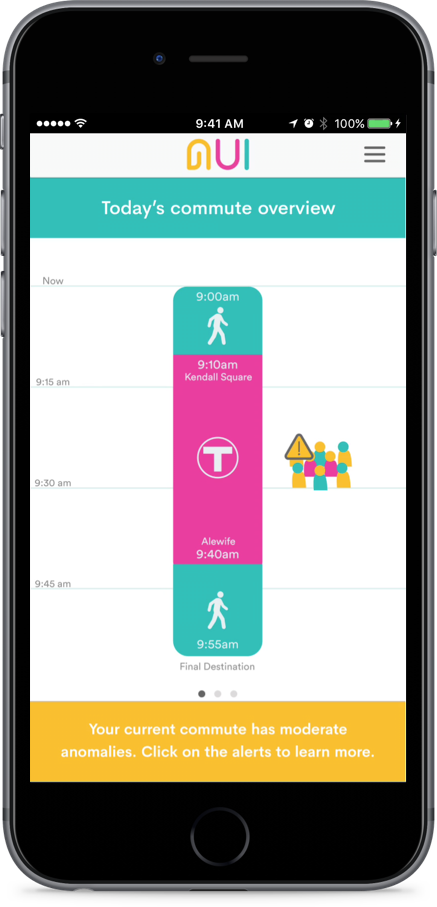 9:41 AM
100%
nui
Today's commute overview
Now
9:00am
9:10am
Kendall Square
9:15 am
T
9:30 am
Alewife
9:40am
9:45 am
9:55am
Final Destination
Your current commute has moderate
anomalies. Click on the alerts to learn more.